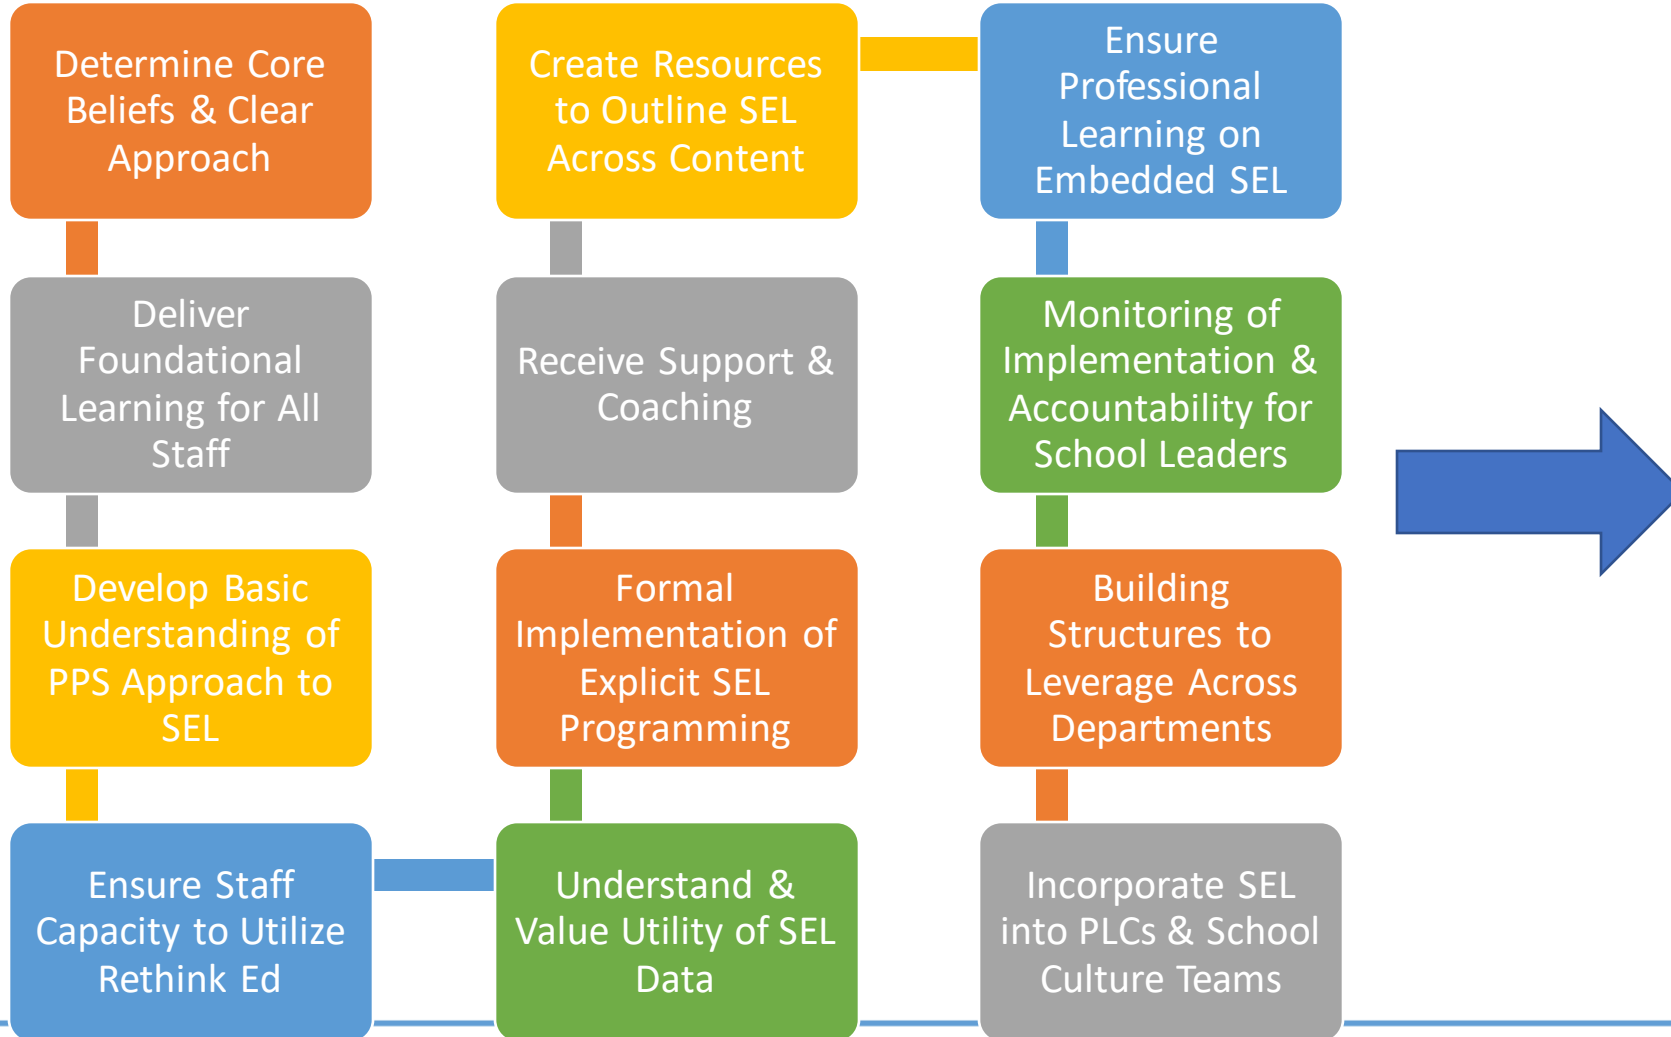 Determine Core
Beliefs & Clear
Approach
Deliver
Foundational
Learning for All
Staff
Develop Basic
Understanding of
PPS Approach to
SEL
Ensure Staff
Capacity to Utilize
Rethink Ed
Understand &
Value Utility of SEL
Data
Formal
Implementation of
Explicit SEL
Programming
Receive Support &
Coaching
Create Resources
to Outline SEL
Across Content
Ensure
Professional
Learning on
Embedded SEL
Monitoring of
Implementation &
Accountability for
School Leaders
Building
Structures to
Leverage Across
Departments
Incorporate SEL
into PLCs & School
Culture Teams